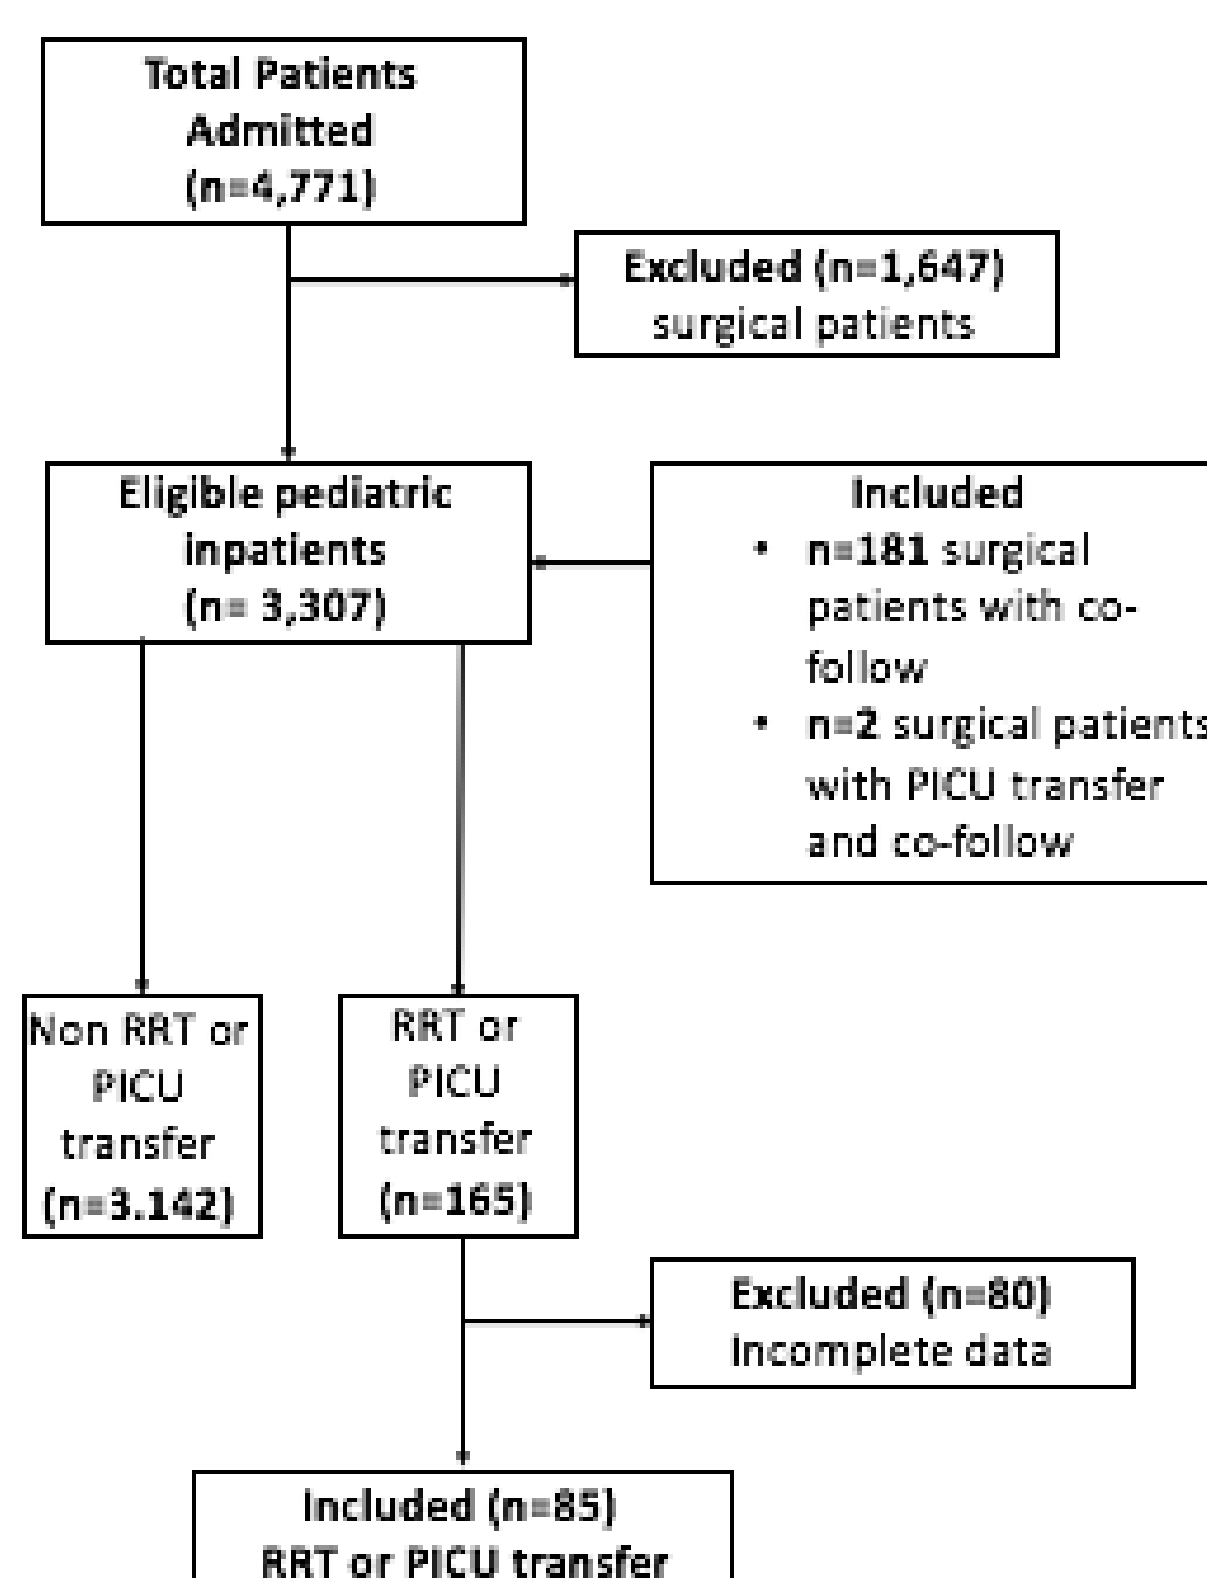 Total Patients
Admitted
(n=4,771)
Excluded (n=1,647)
surgical patients
Eligible pediatric
inpatients
(n= 3,307)
Included
• n=181 surgical
patients with co-
follow
• n=2 surgical patients
with PICU transfer
and co-follow
Non RRT or
PICU
transfer
(n=3.142)
RRT or
PICU
transfer
(n=165)
Excluded (n=80)
Incomplete data
Included (n=85)
RRT or PICU transfer